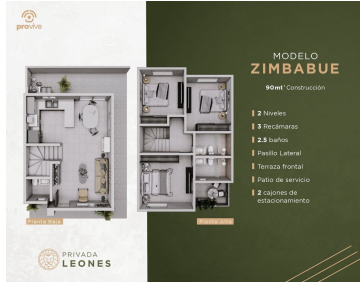 provive
MODELO
ZIMBABUE
90mt² Construcción
2 Niveles
3 Recámaras
2.5 baños
Pasillo Lateral
Terraza frontal
Patio de servicio
2 cajones de
estacionamiento
Planta Baja
Planta Alta
PRIVADA
LEONES